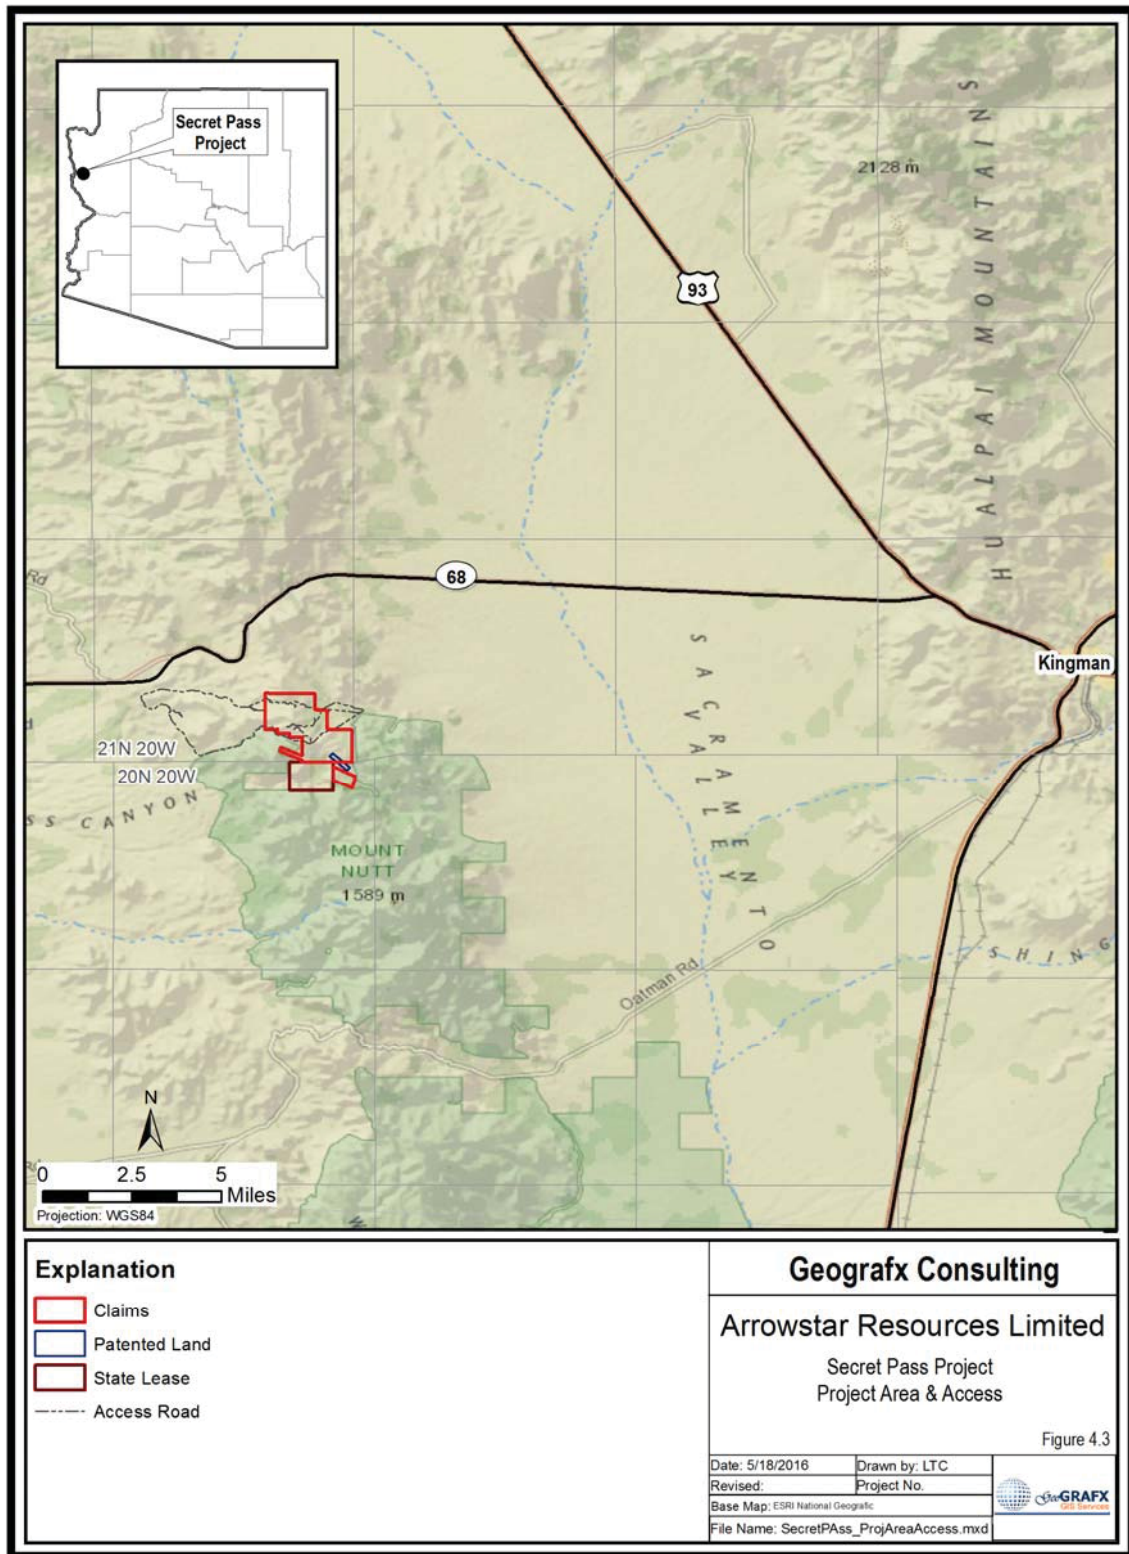 Secret Pass
Project
2128 m
HUALPAI MOUNTAINS
93
68
Rd
Kingman
SACRAMENTO
VALLEY
21N 20W
20N 20W
SS CANYON
MOUNT
NUTT
1589 m
SHING
Oatman Rd
N
0 2.5 5
Miles
Projection: WGS84
W
Explanation
Claims
Patented Land
State Lease
Access Road
Geografx Consulting
Arrowstar Resources Limited
Secret Pass Project
Project Area & Access
Figure 4.3
Date: 5/18/2016
Drawn by: LTC
Revised:
Project No.
Base Map: ESRI National Geografic
File Name: SecretPAss_ProjAreaAccess.mxd
GeoGRAFX
GIS Services